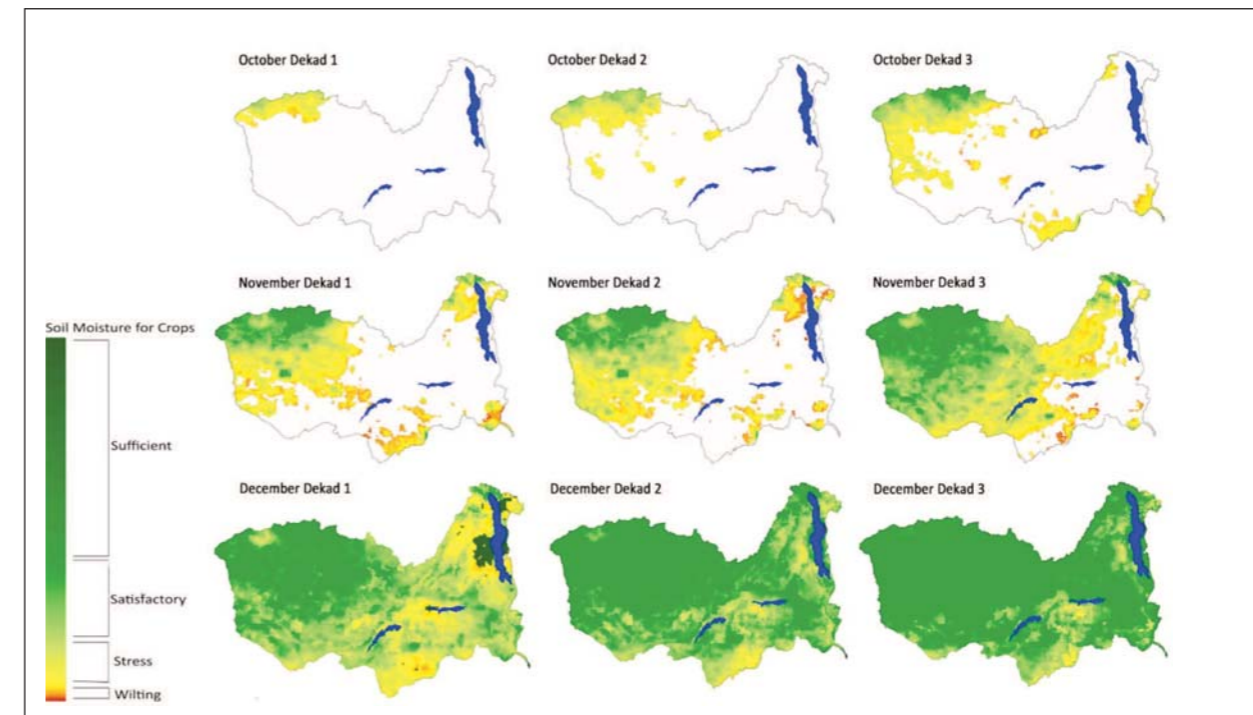 October Dekad 1
October Dekad 2
October Dekad 3
November Dekad 1
November Dekad 2
November Dekad 3
Soil Moisture for Crops
Sufficient
Satisfactory
Stress
Wilting
December Dekad 1
December Dekad 2
December Dekad 3